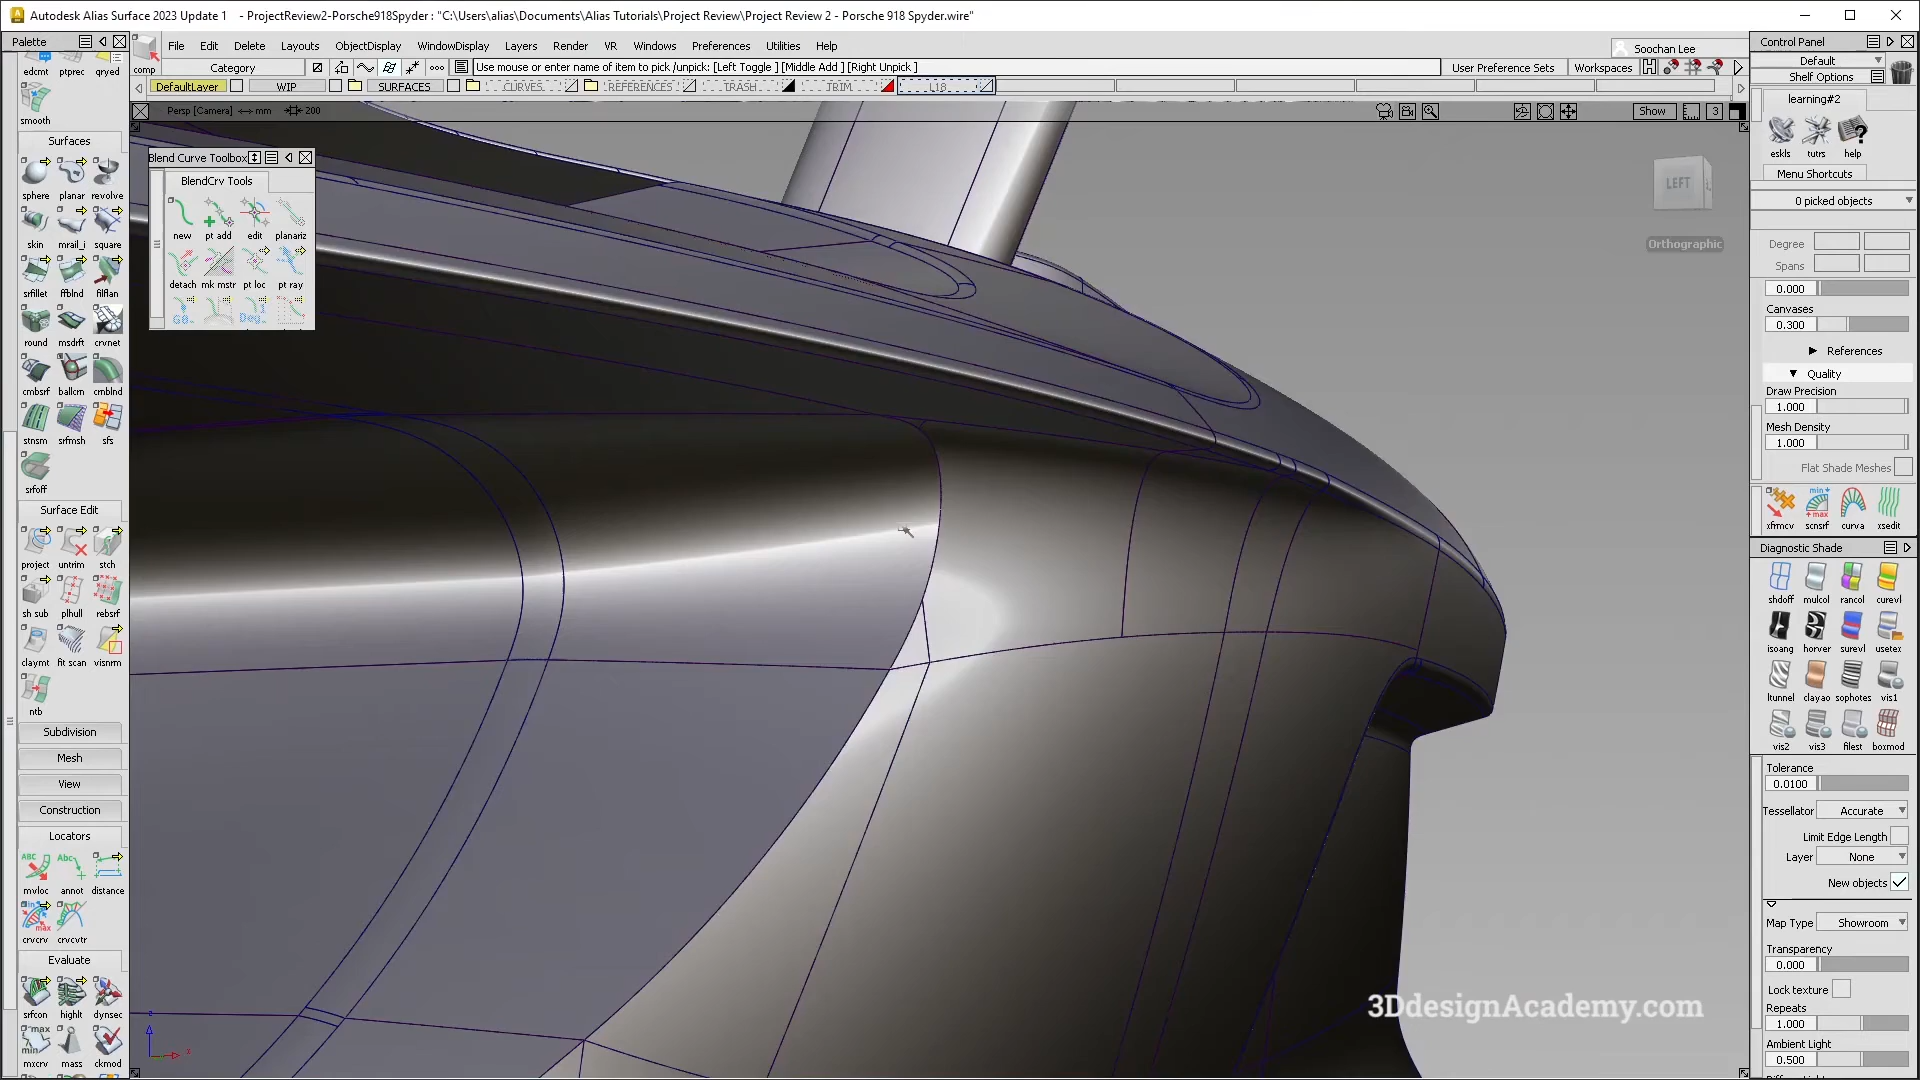 Autodesk Alias Surface 2023 Update 1 - ProjectReview2-Porsche918Spyder : "C:\Users\alias\Documents\Alias Tutorials\Project Review\Project Review 2 - Porsche 918 Spyder.wire"
Palette
File Edit Delete Layouts ObjectDisplay WindowDisplay Layers Render VR Windows Preferences Utilities Help
Soochan Lee
Control Panel
comp
Category
Use mouse or enter name of item to pick /unpick: [Left Toggle ] [Middle Add ] [Right Unpick ]
User Preference Sets
Workspaces
Default
Shelf Options
DefaultLayer
WIP
SURFACES
CURVES
REFERENCES
TRASH
TRIM
L18
Persp [Camera] <-> mm 200
Show
3
edcmt ptprec qryed
smooth
Surfaces
sphere planar revolve
skin mrail_i square
srfillet ffblnd filflan
round msdrft crvnet
cmbsrf ballcrn cmblnd
stnsm srfmsh sfs
srfoff
Surface Edit
project untrim stch
sh sub plhull rebsrf
claymt fit scan visnrm
ntb
Subdivision
Mesh
View
Construction
Locators
mvloc annot distance
crvcrv crvcvtr
Evaluate
srfcon highlt dynsec
mxcrv mass ckmod
Blend Curve Toolbox
BlendCrv Tools
new pt add edit planariz
detach mk mstr pt loc pt ray
LEFT
Orthographic
learning#2
eskls tutrs help
Menu Shortcuts
0 picked objects
Degree
Spans
0.000
Canvases
0.300
References
Quality
Draw Precision
1.000
Mesh Density
1.000
Flat Shade Meshes
xfrmcv scnsrf curva xsedit
Diagnostic Shade
shdoff mulcol rancol curevl
isoang horver surevl usetex
ltunnel clayao sophotes vis1
vis2 vis3 filest boxmod
Tolerance
0.0100
Tessellator Accurate
Limit Edge Length
Layer None
New objects
Map Type Showroom
Transparency
0.000
Lock texture
Repeats
1.000
Ambient Light
0.500
3DdesignAcademy.com